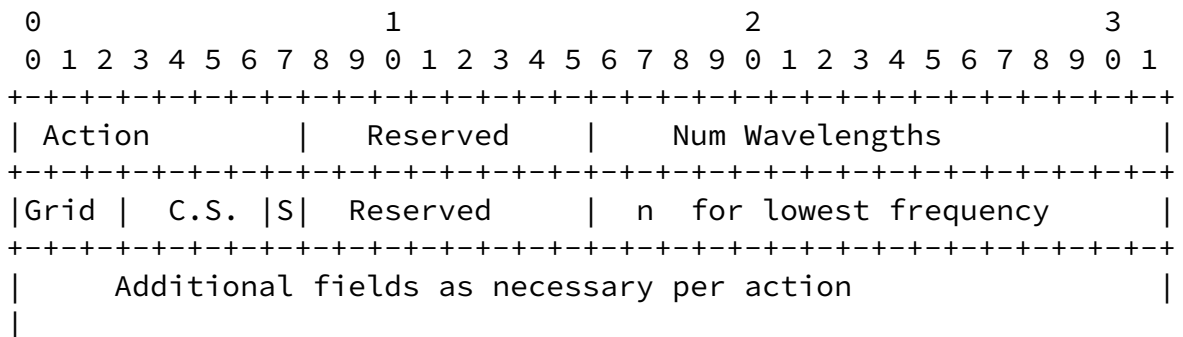 0                   1                   2                   3
 0 1 2 3 4 5 6 7 8 9 0 1 2 3 4 5 6 7 8 9 0 1 2 3 4 5 6 7 8 9 0 1
+-+-+-+-+-+-+-+-+-+-+-+-+-+-+-+-+-+-+-+-+-+-+-+-+-+-+-+-+-+-+-+-+
| Action        |   Reserved    |    Num Wavelengths            |
+-+-+-+-+-+-+-+-+-+-+-+-+-+-+-+-+-+-+-+-+-+-+-+-+-+-+-+-+-+-+-+-+
|Grid |  C.S. |S|  Reserved     |  n  for lowest frequency      |
+-+-+-+-+-+-+-+-+-+-+-+-+-+-+-+-+-+-+-+-+-+-+-+-+-+-+-+-+-+-+-+-+
|     Additional fields as necessary per action                 |
|